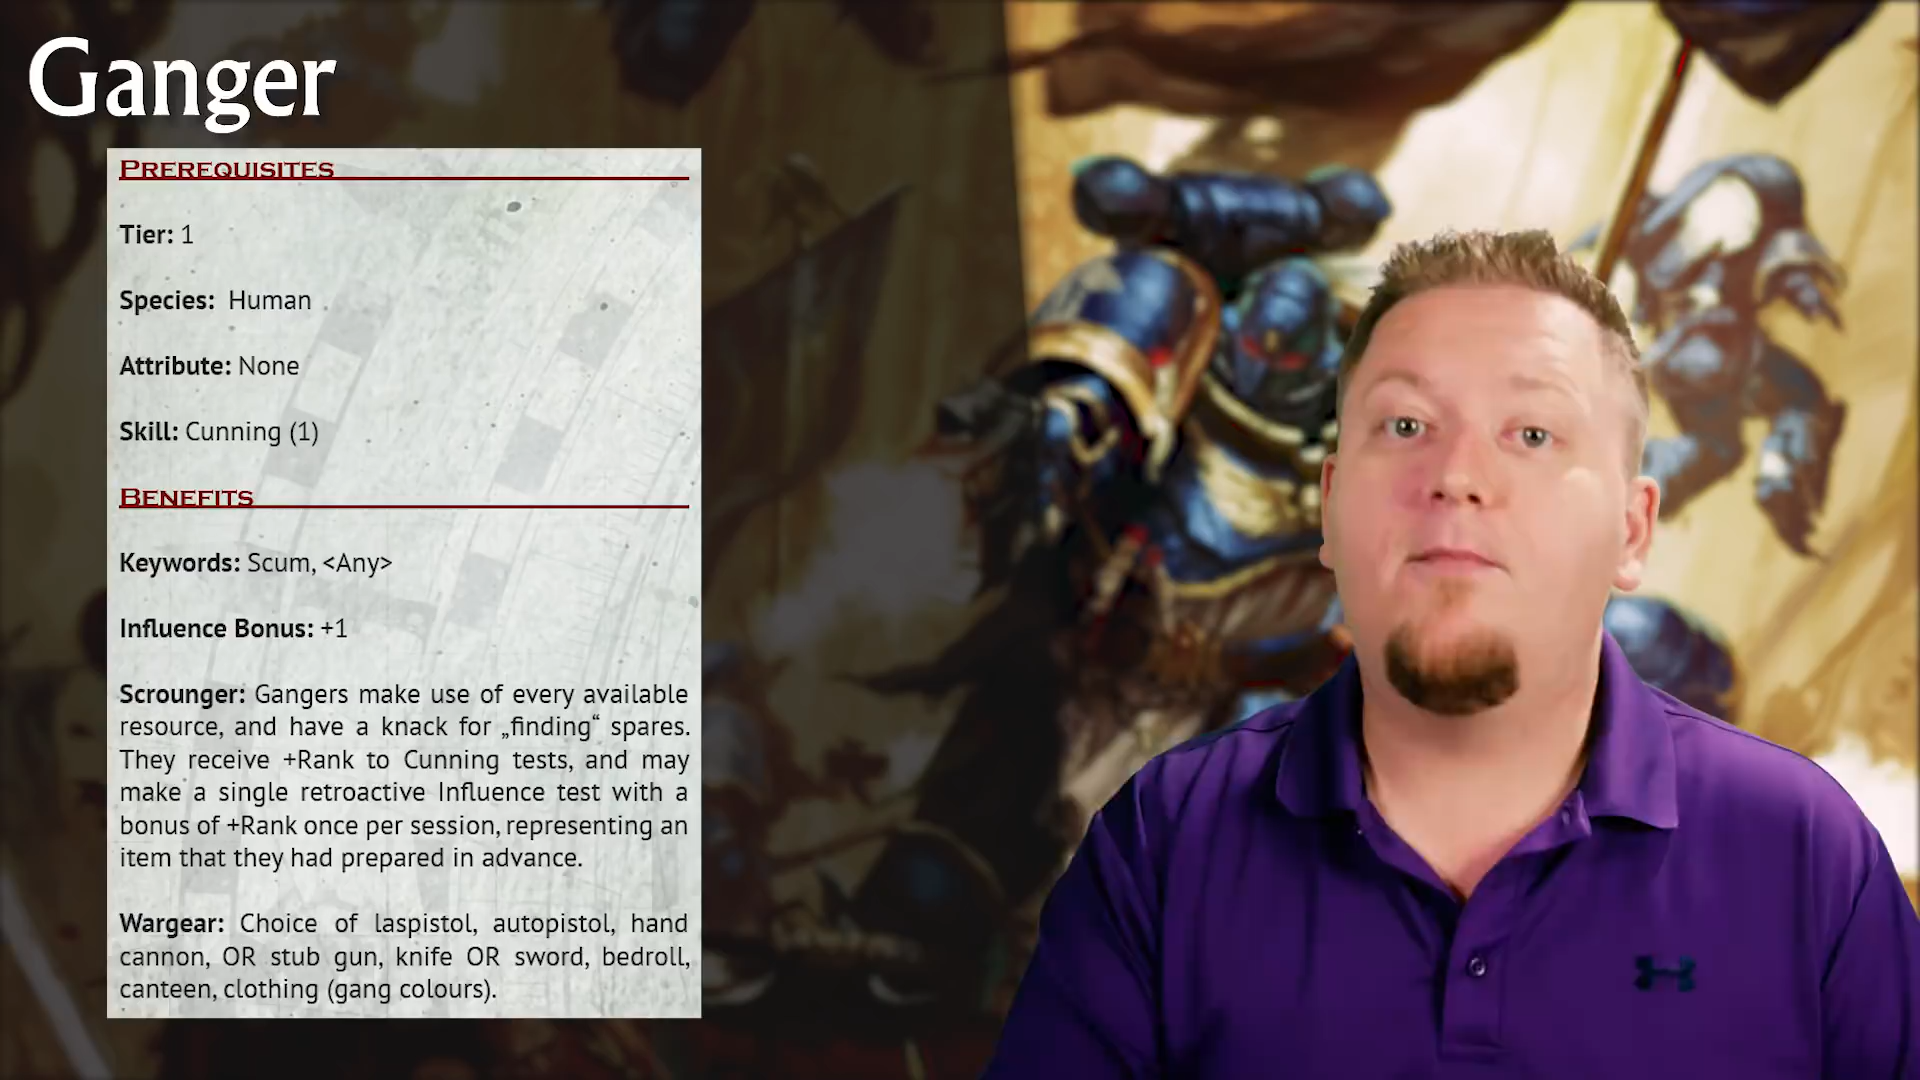 Ganger
PREREQUISITES
Tier: 1
Species: Human
Attribute: None
Skill: Cunning (1)
BENEFITS
Keywords: Scum, <Any>
Influence Bonus: +1
Scrounger: Gangers make use of every available
resource, and have a knack for „finding“ spares.
They receive +Rank to Cunning tests, and may
make a single retroactive Influence test with a
bonus of +Rank once per session, representing an
item that they had prepared in advance.
Wargear: Choice of laspistol, autopistol, hand
cannon, OR stub gun, knife OR sword, bedroll,
canteen, clothing (gang colours).